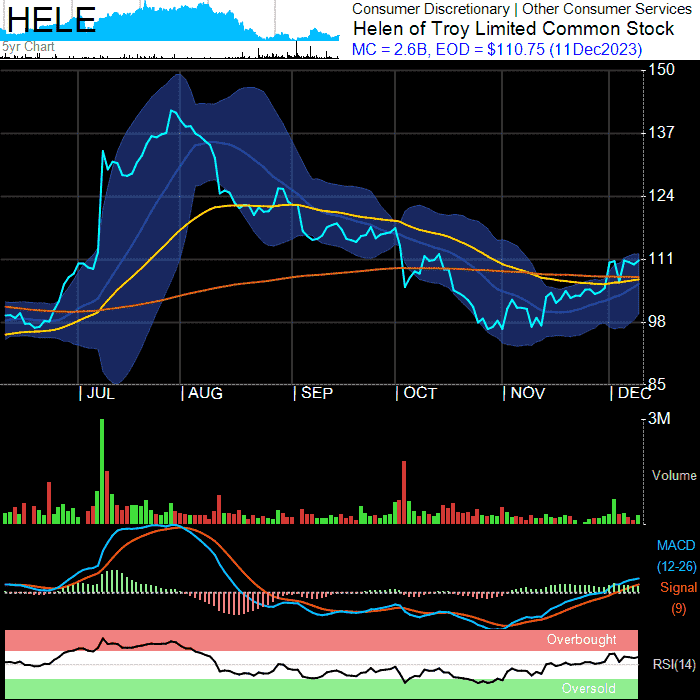 HELE
5yr Chart
Consumer Discretionary | Other Consumer Services
Helen of Troy Limited Common Stock
MC = 2.6B, EOD = $110.75 (11Dec2023)
150
137
124
111
98
85
| JUL
| AUG
| SEP
| OCT
| NOV
| DEC
3M
Volume
MACD
(12-26)
Signal
(9)
Overbought
RSI(14)
Oversold